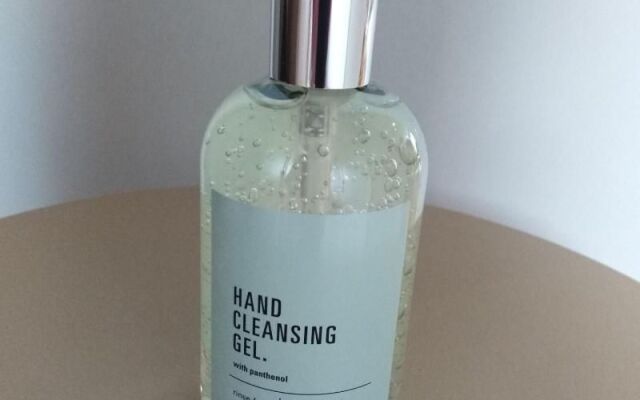 HAND
CLEANSING
GEL.
with panthenol